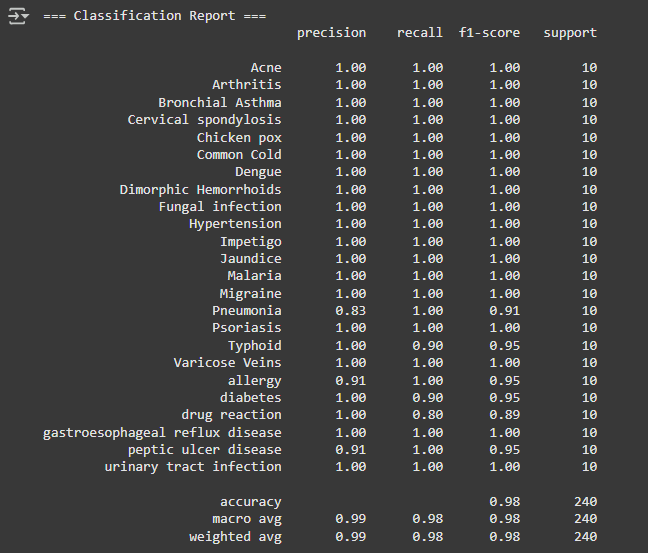 === Classification Report ===
precision recall f1-score support
Acne 1.00 1.00 1.00 10
Arthritis 1.00 1.00 1.00 10
Bronchial Asthma 1.00 1.00 1.00 10
Cervical spondylosis 1.00 1.00 1.00 10
Chicken pox 1.00 1.00 1.00 10
Common Cold 1.00 1.00 1.00 10
Dengue 1.00 1.00 1.00 10
Dimorphic Hemorrhoids 1.00 1.00 1.00 10
Fungal infection 1.00 1.00 1.00 10
Hypertension 1.00 1.00 1.00 10
Impetigo 1.00 1.00 1.00 10
Jaundice 1.00 1.00 1.00 10
Malaria 1.00 1.00 1.00 10
Migraine 1.00 1.00 1.00 10
Pneumonia 0.83 1.00 0.91 10
Psoriasis 1.00 1.00 1.00 10
Typhoid 1.00 0.90 0.95 10
Varicose Veins 1.00 1.00 1.00 10
allergy 0.91 1.00 0.95 10
diabetes 1.00 0.90 0.95 10
drug reaction 1.00 0.80 0.89 10
gastroesophageal reflux disease 1.00 1.00 1.00 10
peptic ulcer disease 0.91 1.00 0.95 10
urinary tract infection 1.00 1.00 1.00 10
accuracy 0.98 240
macro avg 0.99 0.98 0.98 240
weighted avg 0.99 0.98 0.98 240